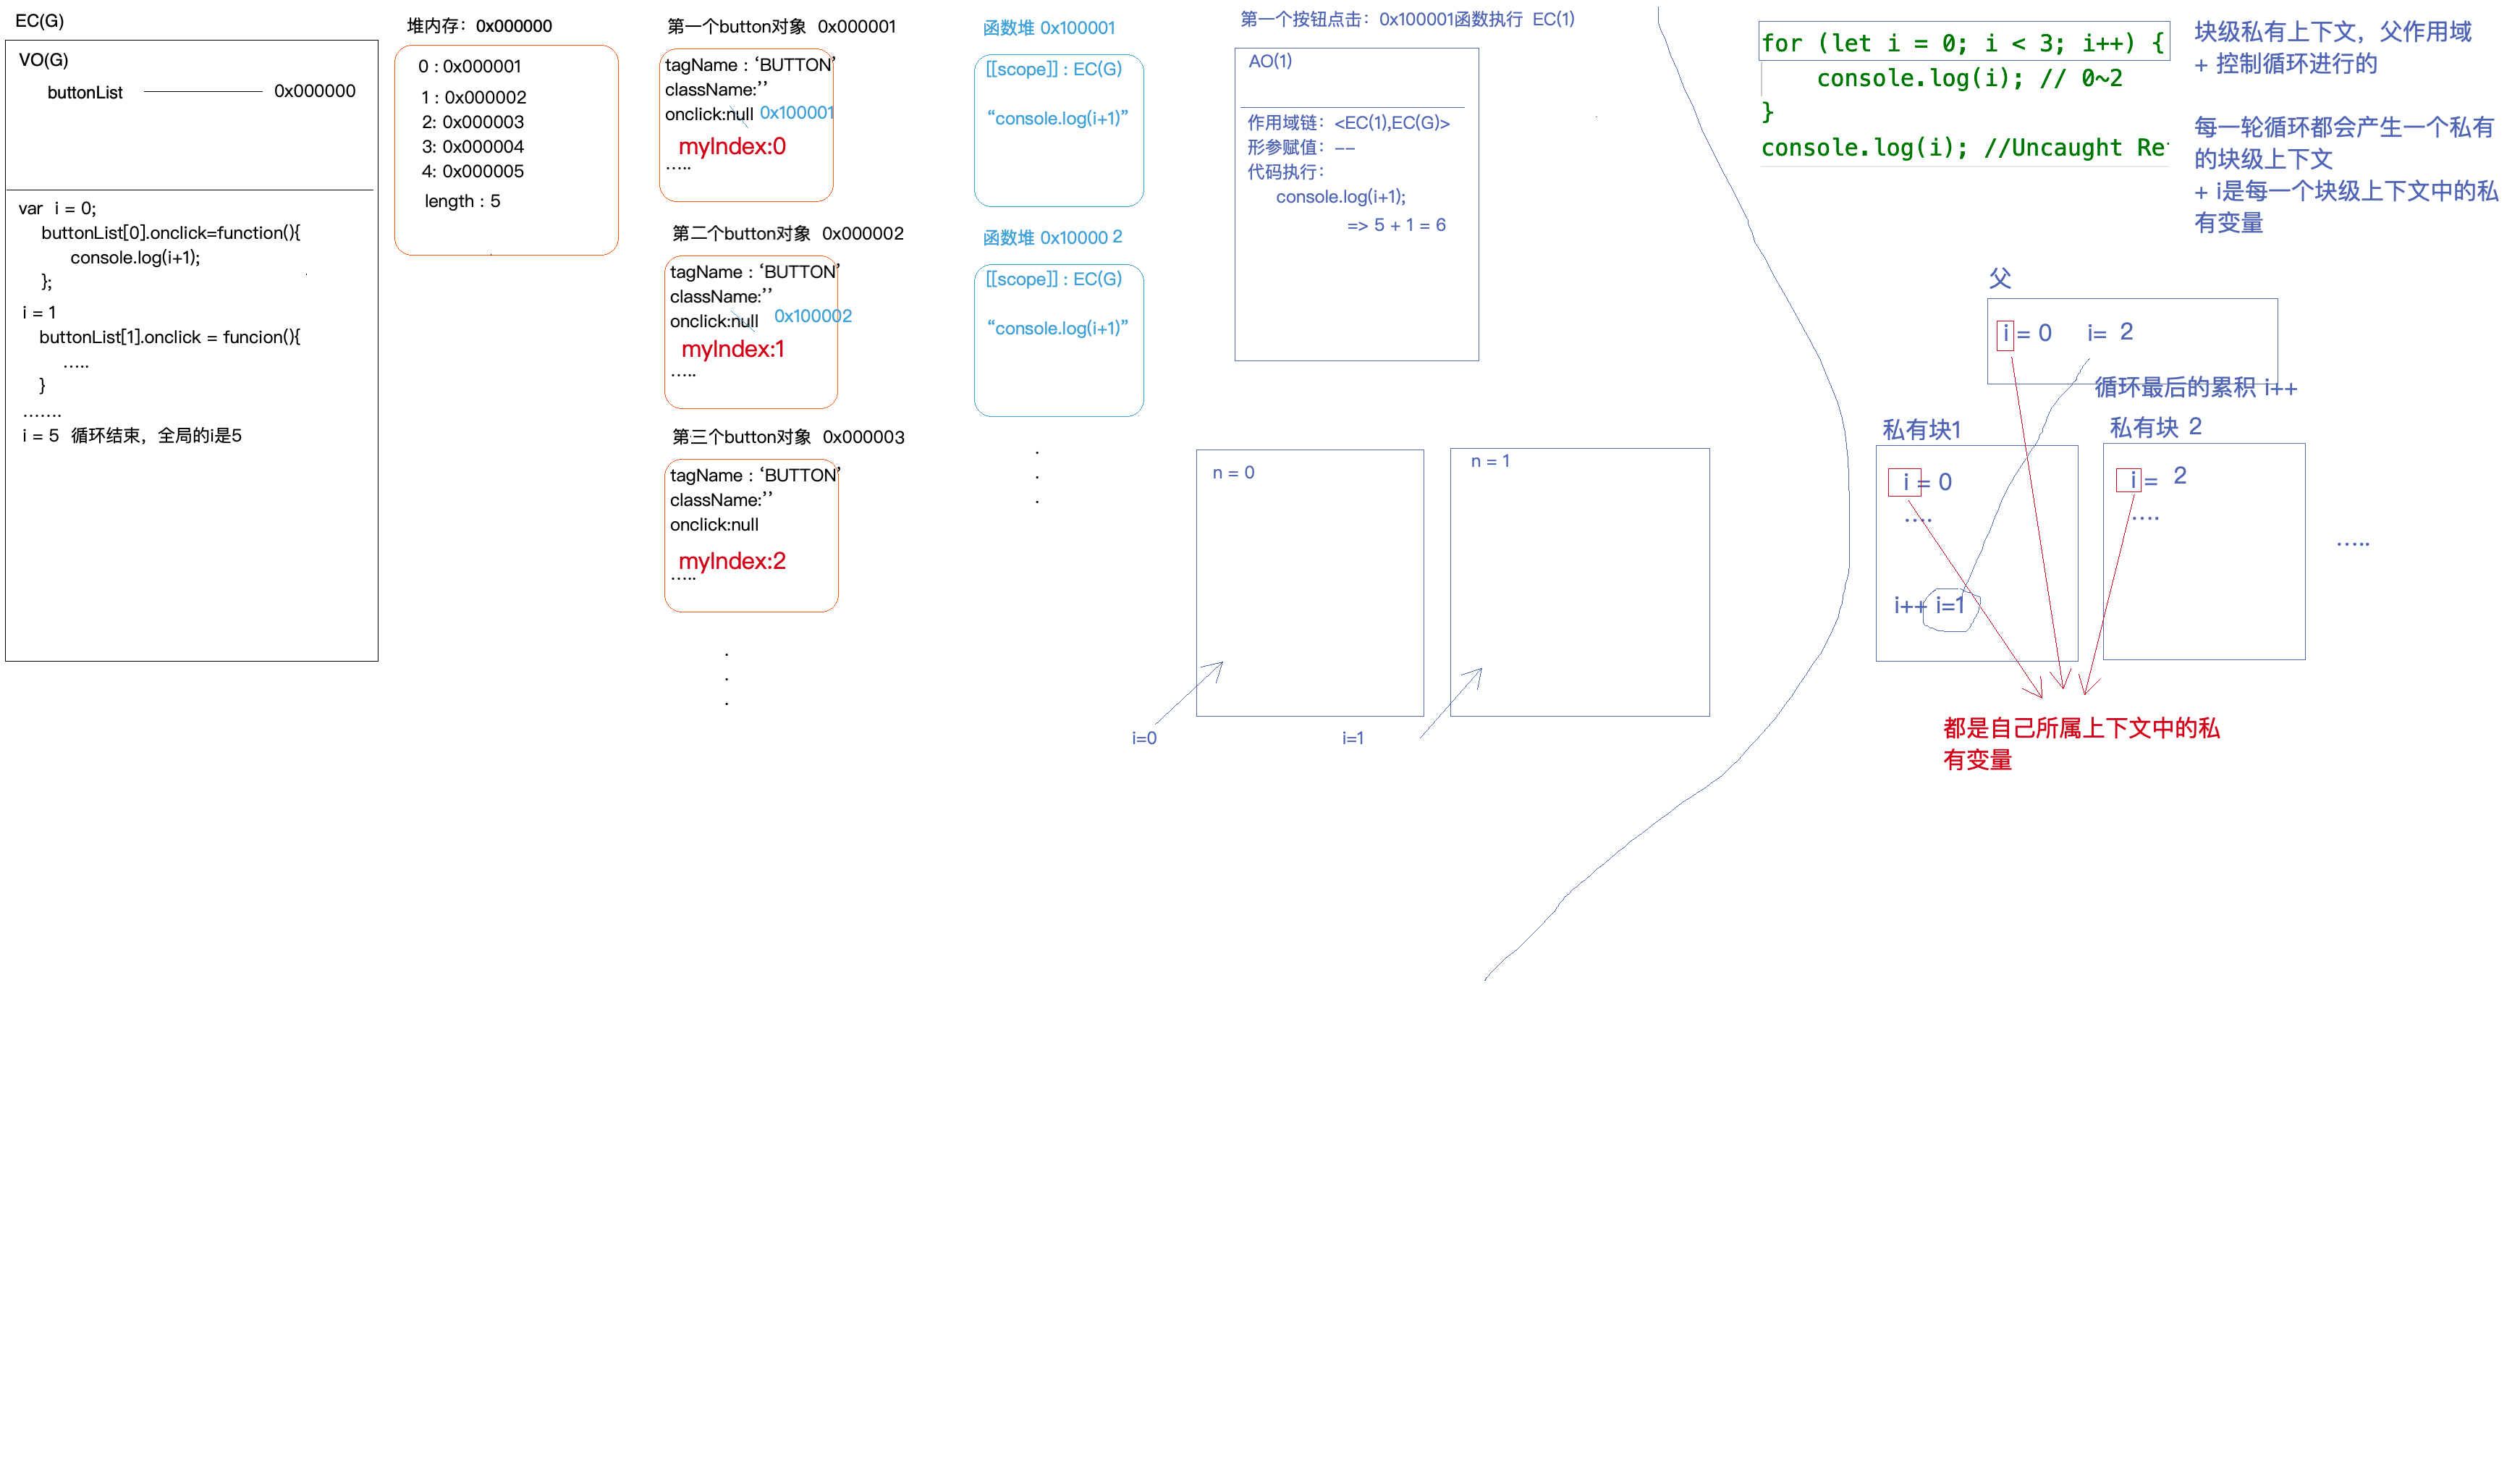 EC(G)
VO(G)
buttonList
0x000000
var i = 0;
buttonList[0].onclick=function(){
console.log(i+1);
};
i = 1
buttonList[1].onclick = funcion(){
.....
}
.......
i = 5 循环结束，全局的i是5
堆内存：0x000000
0 : 0x000001
1 : 0x000002
2: 0x000003
3: 0x000004
4: 0x000005
length : 5
第一个button对象 0x000001
tagName : ‘BUTTON’
className:’’
onclick:null 0x100001
myIndex:0
.....
第二个button对象 0x000002
tagName : ‘BUTTON’
className:’’
onclick:null 0x100002
myIndex:1
.....
第三个button对象 0x000003
tagName : ‘BUTTON’
className:’’
onclick:null
myIndex:2
.....
.
.
.
函数堆 0x100001
[[scope]] : EC(G)
“console.log(i+1)”
函数堆 0x10000 2
[[scope]] : EC(G)
“console.log(i+1)”
.
.
.
第一个按钮点击：0x100001函数执行 EC(1)
AO(1)
作用域链：<EC(1),EC(G)>
形参赋值：--
代码执行：
console.log(i+1);
=> 5 + 1 = 6
n = 0
n = 1
i=0
i=1
for (let i = 0; i < 3; i++) {
console.log(i); // 0~2
}
console.log(i); //Uncaught Re
块级私有上下文，父作用域
+ 控制循环进行的
每一轮循环都会产生一个私有
的块级上下文
+ i是每一个块级上下文中的私
有变量
父
i = 0 i= 2
循环最后的累积 i++
私有块1
i = 0
....
i++ i=1
私有块 2
i = 2
....
.....
都是自己所属上下文中的私
有变量